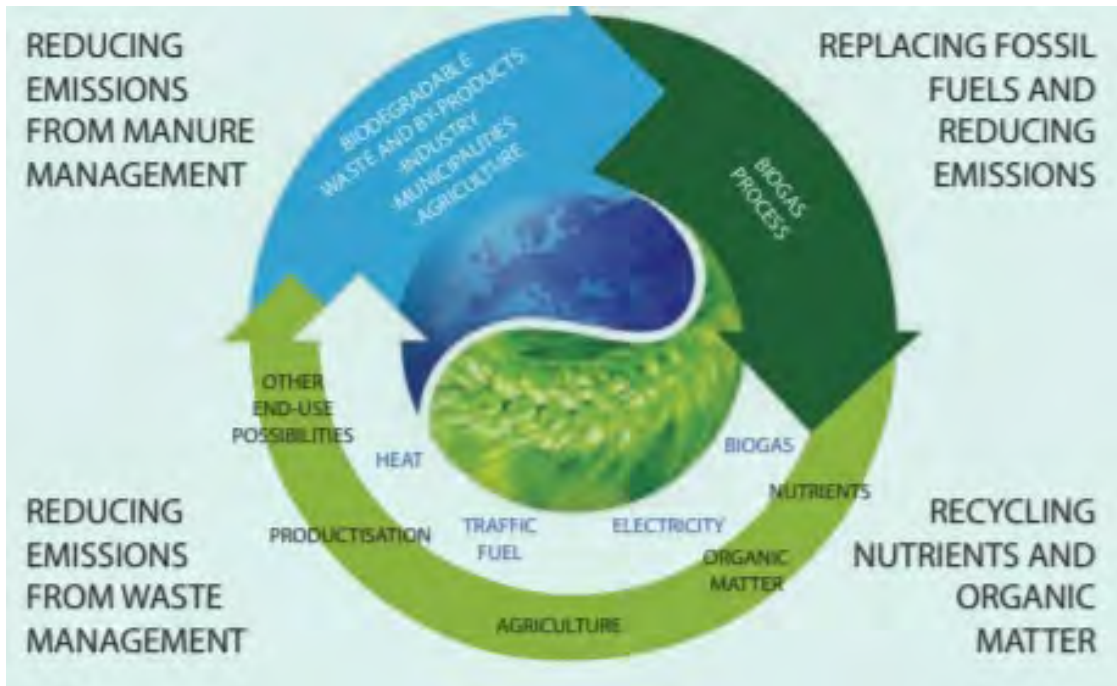 REDUCING
EMISSIONS
FROM MANURE
MANAGEMENT
REPLACING FOSSIL
FUELS AND
REDUCING
EMISSIONS
BIODEGRADABLE
WASTE AND BY-PRODUCTS
-INDUSTRY
-MUNICIPALITIES
-AGRICULTURE
BIOGAS
PROCESS
OTHER
END-USE
POSSIBILITIES
HEAT
BIOGAS
NUTRIENTS
PRODUCTISATION
TRAFFIC
FUEL
ELECTRICITY
ORGANIC
MATTER
AGRICULTURE
REDUCING
EMISSIONS
FROM WASTE
MANAGEMENT
RECYCLING
NUTRIENTS AND
ORGANIC
MATTER